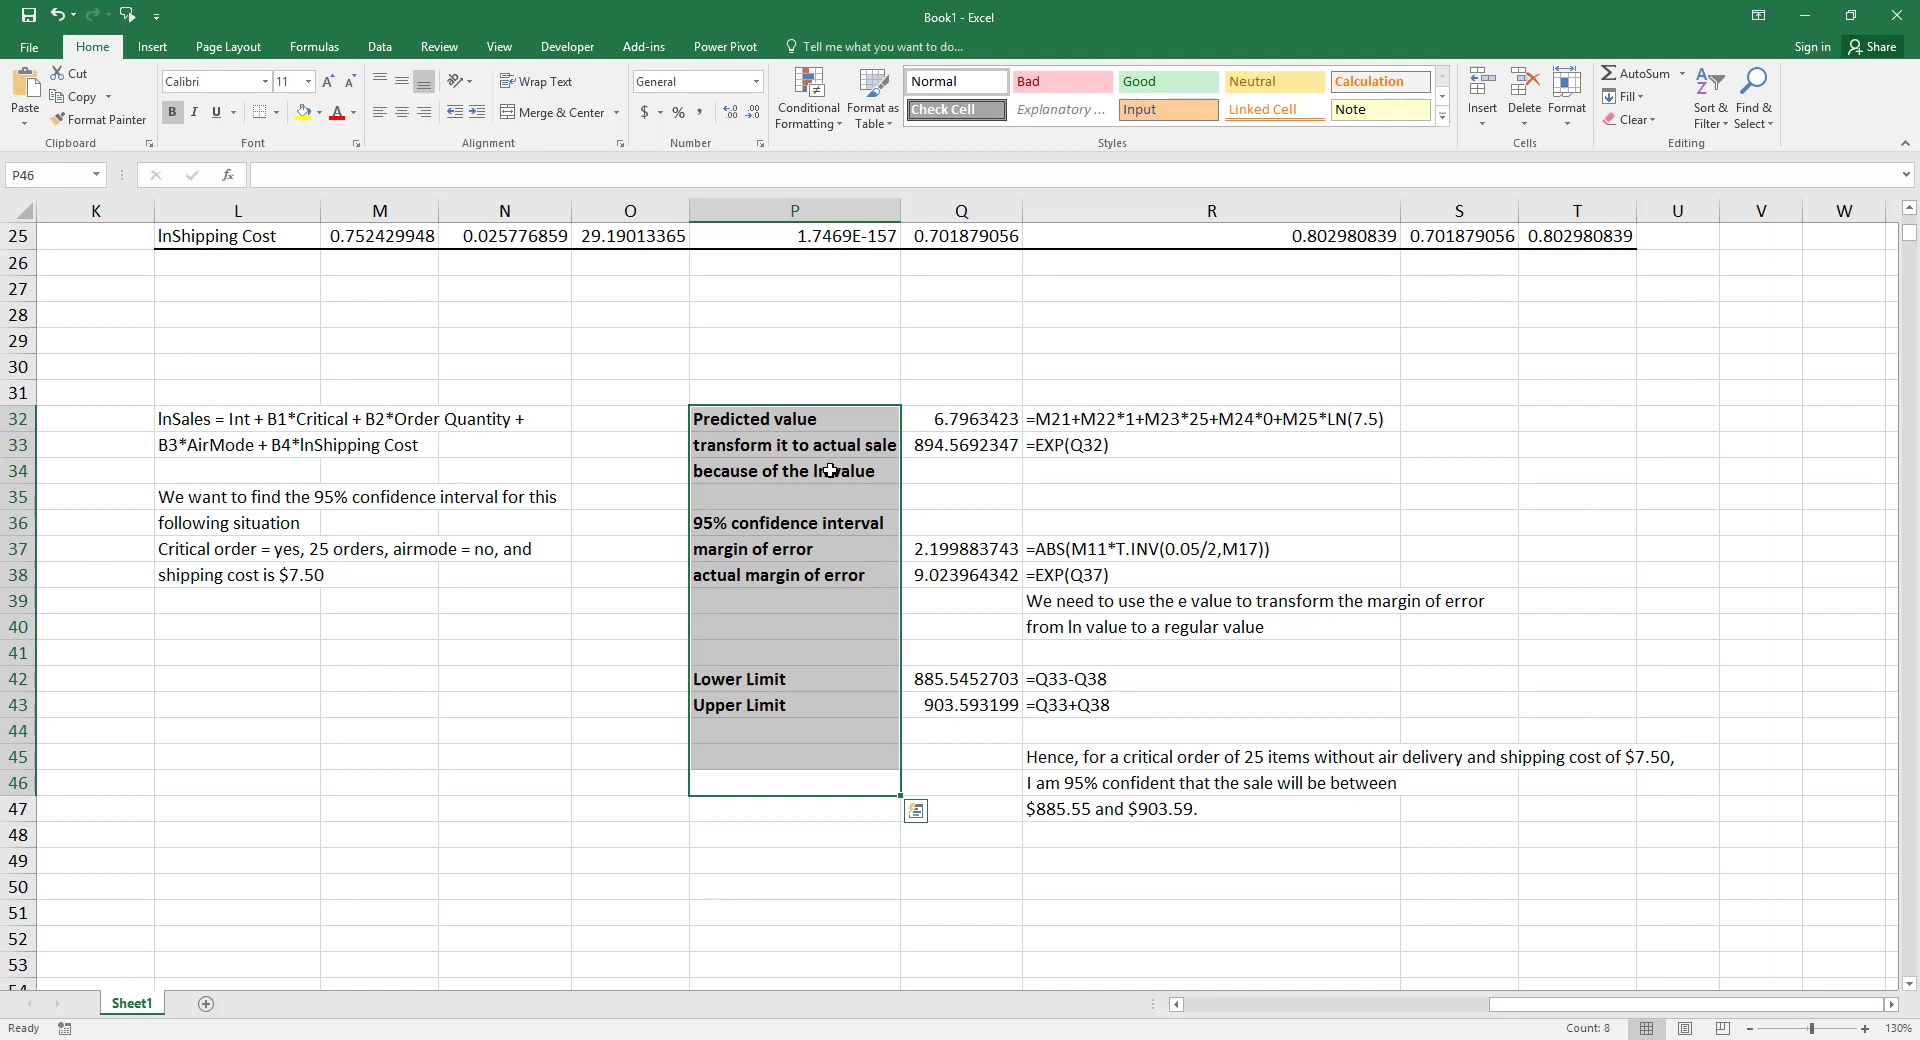 Book1 - Excel
File Home Insert Page Layout Formulas Data Review View Developer Add-ins Power Pivot Tell me what you want to do... Sign in Share
Paste
Cut
Copy
Format Painter
Clipboard
Calibri 11
B I U
Font
Wrap Text
Merge & Center
Alignment
General
$ %
Number
Conditional Formatting
Format as Table
Normal Bad Good Neutral Calculation
Check Cell Explanatory ... Input Linked Cell Note
Styles
Insert Delete Format
Cells
AutoSum
Fill
Clear
Sort & Filter
Find & Select
Editing
P46
fx
K L M N O P Q R S T U V W
25 lnShipping Cost 0.752429948 0.025776859 29.19013365 1.7469E-157 0.701879056 0.802980839 0.701879056 0.802980839
26
27
28
29
30
31
32 lnSales = Int + B1*Critical + B2*Order Quantity + Predicted value 6.7963423 =M21+M22*1+M23*25+M24*0+M25*LN(7.5)
33 B3*AirMode + B4*lnShipping Cost transform it to actual sale 894.5692347 =EXP(Q32)
34 because of the ln value
35 We want to find the 95% confidence interval for this
36 following situation 95% confidence interval
37 Critical order = yes, 25 orders, airmode = no, and margin of error 2.199883743 =ABS(M11*T.INV(0.05/2,M17))
38 shipping cost is $7.50 actual margin of error 9.023964342 =EXP(Q37)
39 We need to use the e value to transform the margin of error
40 from ln value to a regular value
41
42 Lower Limit 885.5452703 =Q33-Q38
43 Upper Limit 903.593199 =Q33+Q38
44
45 Hence, for a critical order of 25 items without air delivery and shipping cost of $7.50,
46 I am 95% confident that the sale will be between
47 $885.55 and $903.59.
48
49
50
51
52
53
54
Sheet1
Ready Count: 8 130%